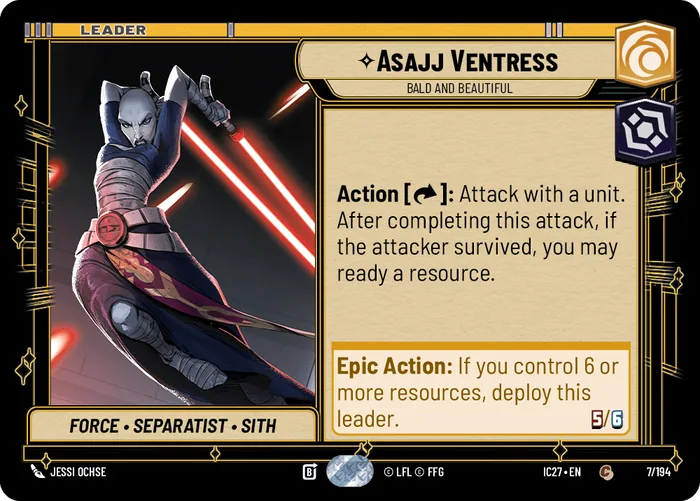 LEADER
✧ASAJJ VENTRESS
BALD AND BEAUTIFUL
Action [↷]: Attack with a unit.
After completing this attack, if
the attacker survived, you may
ready a resource.
Epic Action: If you control 6 or
more resources, deploy this
leader.
5/6
FORCE • SEPARATIST • SITH
JESSI OCHSE
B
© LFL © FFG
IC27 • EN
C
7/194